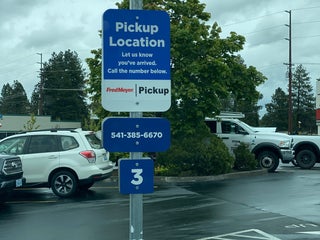 Pickup
Location
Let us know
you've arrived.
Call the number below.
FredMeyer Pickup
541-385-6670
3